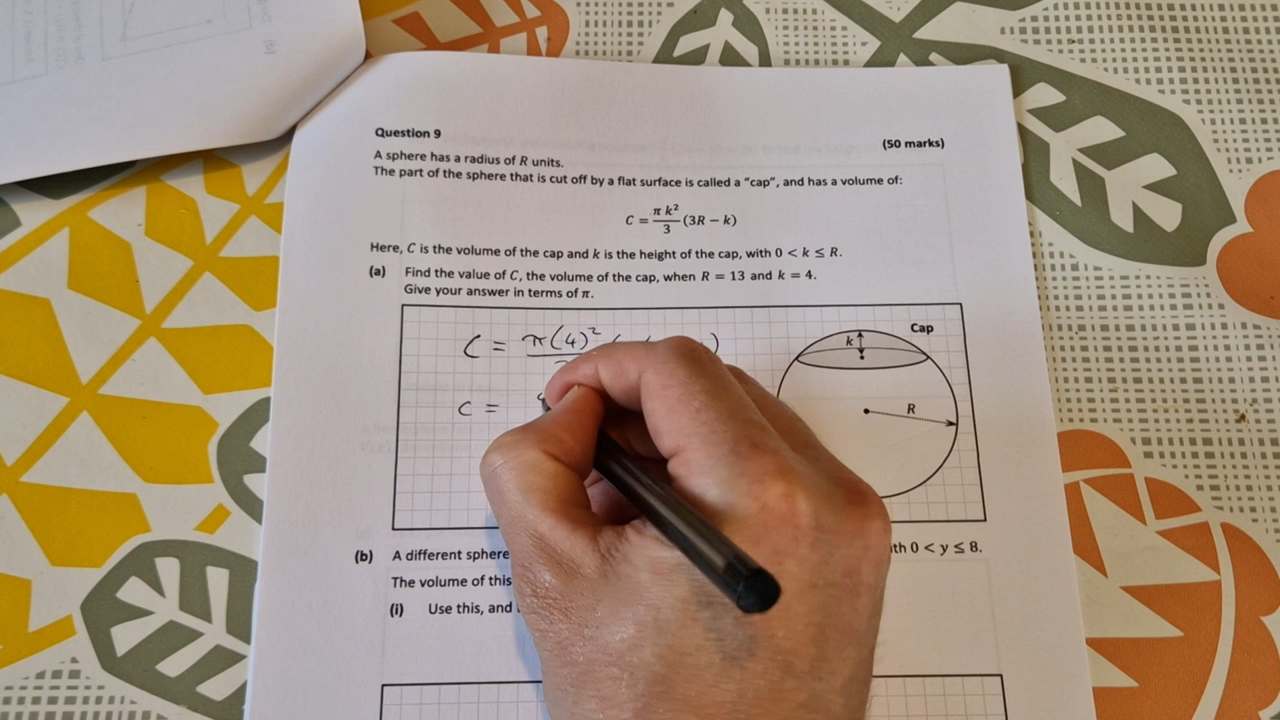 Question 9
(50 marks)
A sphere has a radius of R units.
The part of the sphere that is cut off by a flat surface is called a "cap", and has a volume of:
C = π k²/3 (3R − k)
Here, C is the volume of the cap and k is the height of the cap, with 0 < k ≤ R.
(a) Find the value of C, the volume of the cap, when R = 13 and k = 4.
Give your answer in terms of π.
Cap
k
C = π(4)²
R
C =
(b) A different sphere
ith 0 < y ≤ 8.
The volume of this
(i) Use this, and